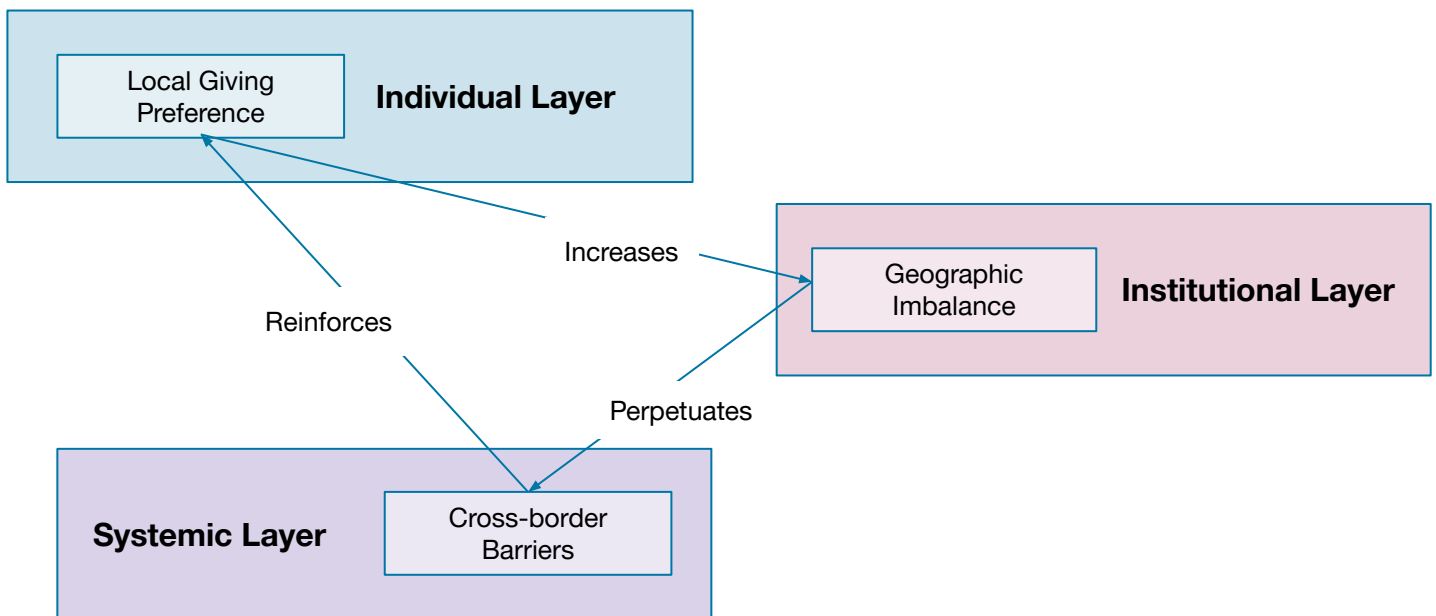 Local Giving
Preference
Individual Layer
Increases
Geographic
Imbalance
Institutional Layer
Reinforces
Perpetuates
Systemic Layer
Cross-border
Barriers